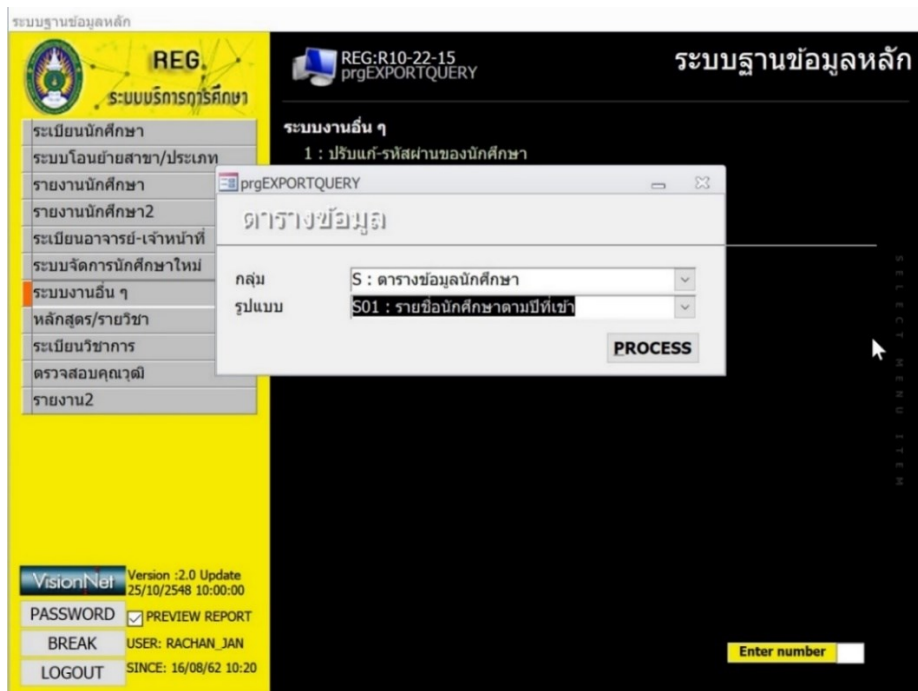 ระบบฐานข้อมูลหลัก
REG.
ระบบบริการการศึกษา
REG:R10-22-15
prgEXPORTQUERY
ระบบฐานข้อมูลหลัก
ระเบียนนักศึกษา
ระบบโอนย้ายสาขา/ประเภท
รายงานนักศึกษา
รายงานนักศึกษา2
ระเบียนอาจารย์-เจ้าหน้าที่
ระบบจัดการนักศึกษาใหม่
ระบบงานอื่น ๆ
หลักสูตร/รายวิชา
ระเบียนวิชาการ
ตรวจสอบคุณวุฒิ
รายงาน2
ระบบงานอื่น ๆ
1 : ปรับแก้-รหัสผ่านของนักศึกษา
prgEXPORTQUERY
ตารางข้อมูล
กลุ่ม
S : ตารางข้อมูลนักศึกษา
รูปแบบ
S01 : รายชื่อนักศึกษาตามปีที่เข้า
PROCESS
SELECT MENU ITEM
VisionNet
Version :2.0 Update
25/10/2548 10:00:00
PASSWORD
PREVIEW REPORT
BREAK
USER: RACHAN_JAN
LOGOUT
SINCE: 16/08/62 10:20
Enter number